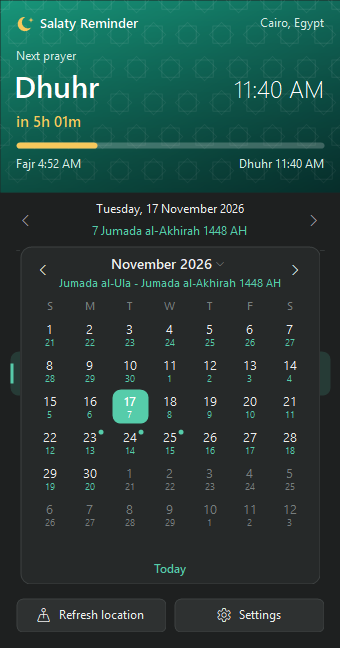 Salaty Reminder
Cairo, Egypt
Next prayer
Dhuhr 11:40 AM
in 5h 01m
Fajr 4:52 AM Dhuhr 11:40 AM
Tuesday, 17 November 2026
7 Jumada al-Akhirah 1448 AH
November 2026
Jumada al-Ula - Jumada al-Akhirah 1448 AH
S M T W T F S
1 2 3 4 5 6 7
21 22 23 24 25 26 27
8 9 10 11 12 13 14
28 29 30 1 2 3 4
15 16 17 18 19 20 21
5 6 7 8 9 10 11
22 23 24 25 26 27 28
12 13 14 15 16 17 18
29 30 1 2 3 4 5
19 20 21 22 23 24 25
6 7 8 9 10 11 12
26 27 28 29 1 2 3
Today
Refresh location
Settings